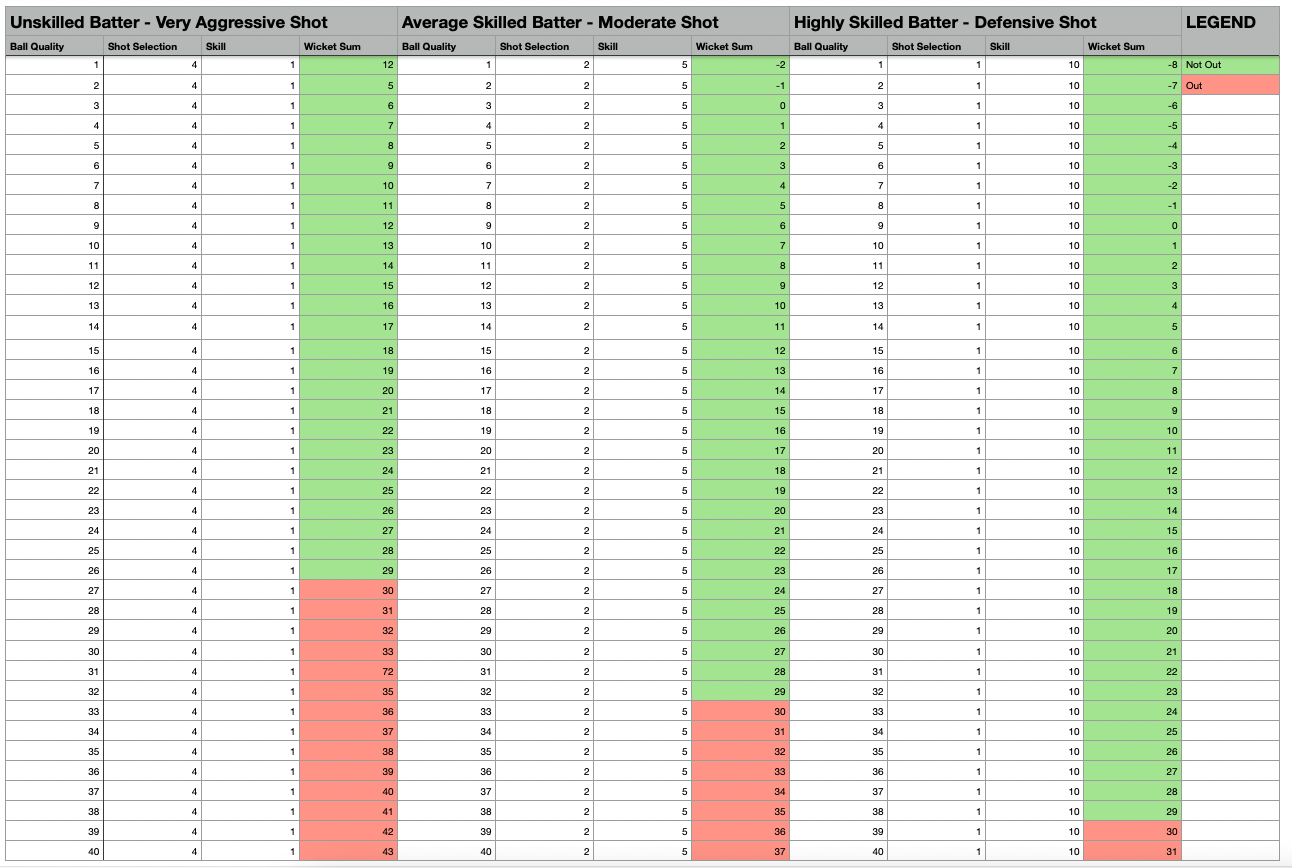 Unskilled Batter - Very Aggressive Shot Average Skilled Batter - Moderate Shot Highly Skilled Batter - Defensive Shot LEGEND
Ball Quality Shot Selection Skill Wicket Sum Ball Quality Shot Selection Skill Wicket Sum Ball Quality Shot Selection Skill Wicket Sum
1 4 1 12 1 2 5 -2 1 1 10 -8 Not Out
2 4 1 5 2 2 5 -1 2 1 10 -7 Out
3 4 1 6 3 2 5 0 3 1 10 -6
4 4 1 7 4 2 5 1 4 1 10 -5
5 4 1 8 5 2 5 2 5 1 10 -4
6 4 1 9 6 2 5 3 6 1 10 -3
7 4 1 10 7 2 5 4 7 1 10 -2
8 4 1 11 8 2 5 5 8 1 10 -1
9 4 1 12 9 2 5 6 9 1 10 0
10 4 1 13 10 2 5 7 10 1 10 1
11 4 1 14 11 2 5 8 11 1 10 2
12 4 1 15 12 2 5 9 12 1 10 3
13 4 1 16 13 2 5 10 13 1 10 4
14 4 1 17 14 2 5 11 14 1 10 5
15 4 1 18 15 2 5 12 15 1 10 6
16 4 1 19 16 2 5 13 16 1 10 7
17 4 1 20 17 2 5 14 17 1 10 8
18 4 1 21 18 2 5 15 18 1 10 9
19 4 1 22 19 2 5 16 19 1 10 10
20 4 1 23 20 2 5 17 20 1 10 11
21 4 1 24 21 2 5 18 21 1 10 12
22 4 1 25 22 2 5 19 22 1 10 13
23 4 1 26 23 2 5 20 23 1 10 14
24 4 1 27 24 2 5 21 24 1 10 15
25 4 1 28 25 2 5 22 25 1 10 16
26 4 1 29 26 2 5 23 26 1 10 17
27 4 1 30 27 2 5 24 27 1 10 18
28 4 1 31 28 2 5 25 28 1 10 19
29 4 1 32 29 2 5 26 29 1 10 20
30 4 1 33 30 2 5 27 30 1 10 21
31 4 1 72 31 2 5 28 31 1 10 22
32 4 1 35 32 2 5 29 32 1 10 23
33 4 1 36 33 2 5 30 33 1 10 24
34 4 1 37 34 2 5 31 34 1 10 25
35 4 1 38 35 2 5 32 35 1 10 26
36 4 1 39 36 2 5 33 36 1 10 27
37 4 1 40 37 2 5 34 37 1 10 28
38 4 1 41 38 2 5 35 38 1 10 29
39 4 1 42 39 2 5 36 39 1 10 30
40 4 1 43 40 2 5 37 40 1 10 31